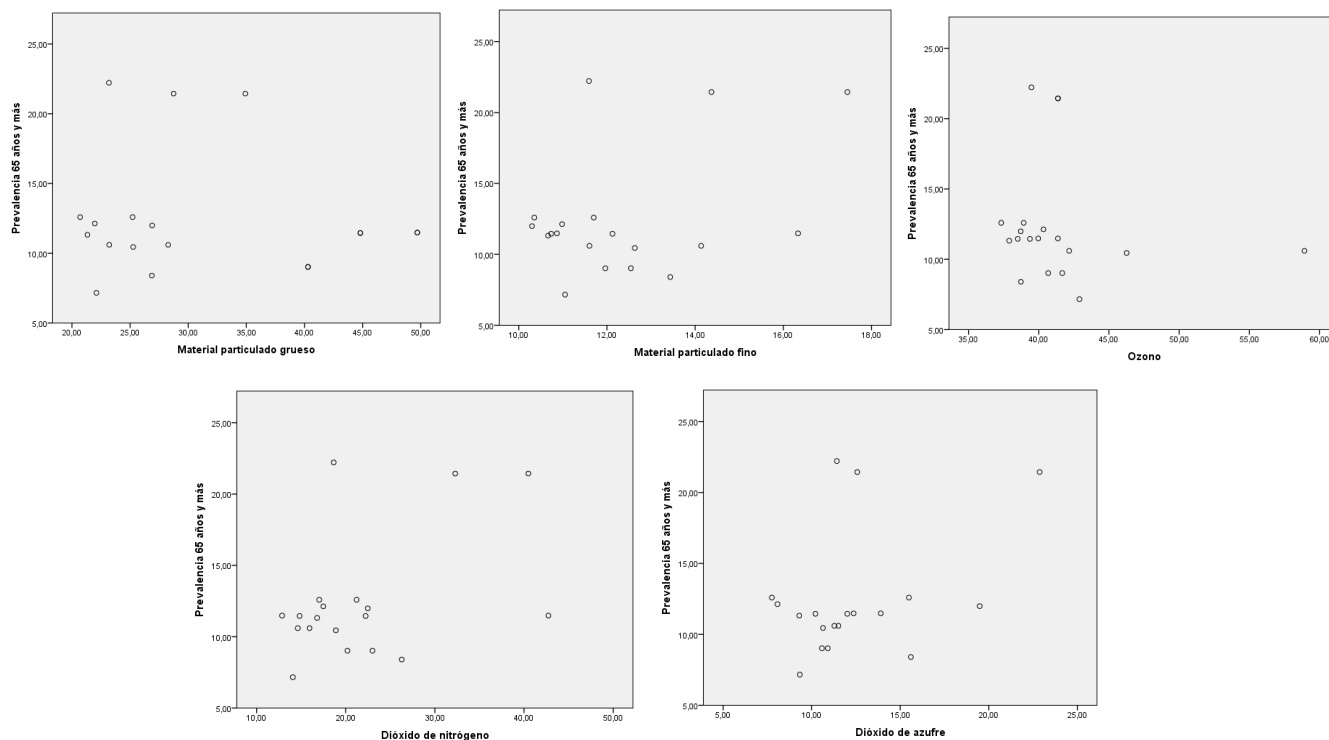 Prevalencia 65 años y más
25,00
20,00
15,00
10,00
5,00
20,00 25,00 30,00 35,00 40,00 45,00 50,00
Material particulado grueso
Prevalencia 65 años y más
25,00
20,00
15,00
10,00
5,00
10,00 12,00 14,00 16,00 18,00
Material particulado fino
Prevalencia 65 años y más
25,00
20,00
15,00
10,00
5,00
35,00 40,00 45,00 50,00 55,00 60,00
Ozono
Prevalencia 65 años y más
25,00
20,00
15,00
10,00
5,00
10,00 20,00 30,00 40,00 50,00
Dióxido de nitrógeno
Prevalencia 65 años y más
25,00
20,00
15,00
10,00
5,00
5,00 10,00 15,00 20,00 25,00
Dióxido de azufre